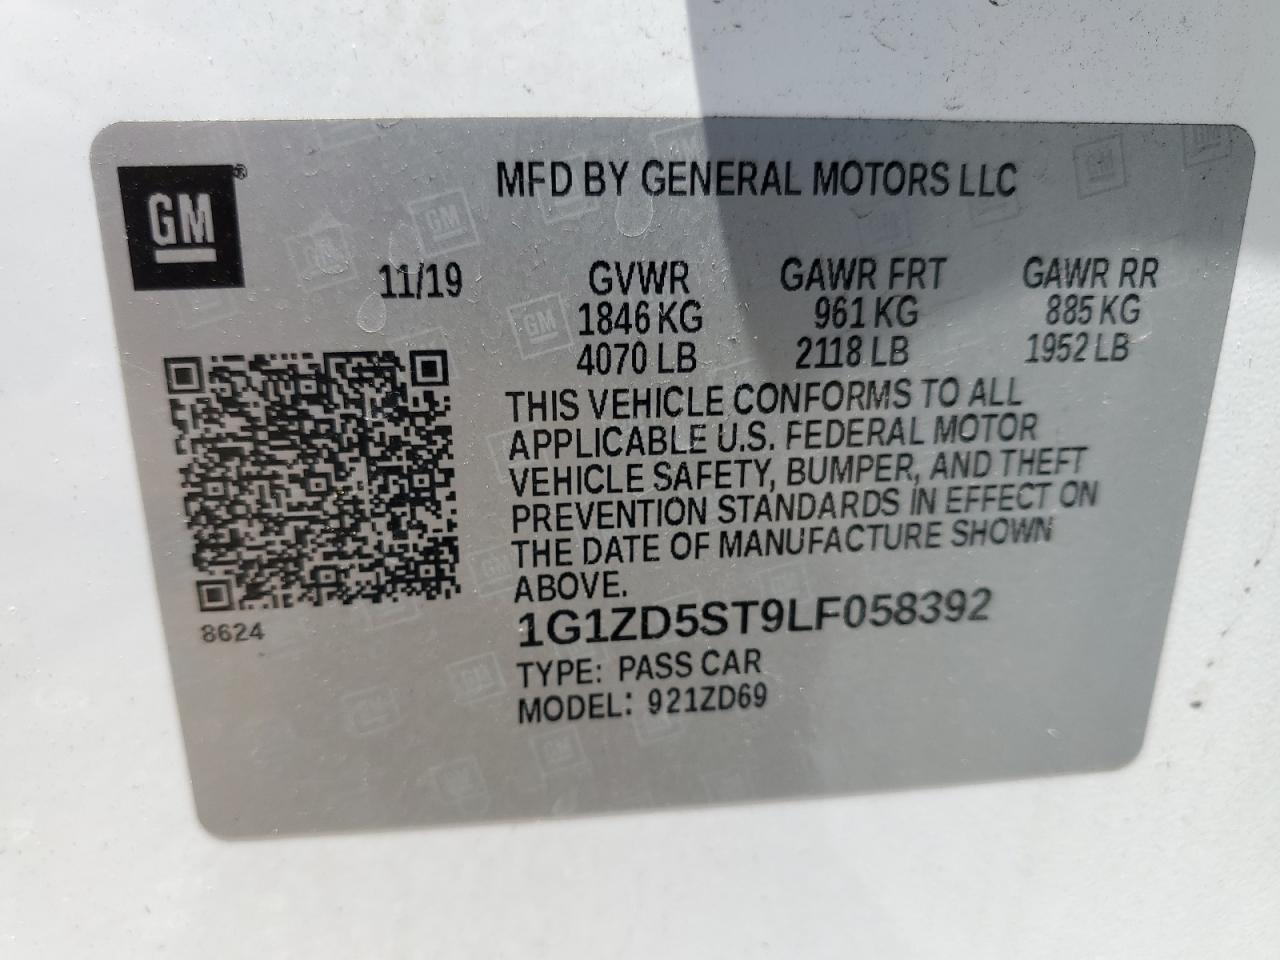 GM®
MFD BY GENERAL MOTORS LLC
11/19
GVWR GAWR FRT GAWR RR
1846 KG 961 KG 885 KG
4070 LB 2118 LB 1952 LB
THIS VEHICLE CONFORMS TO ALL
APPLICABLE U.S. FEDERAL MOTOR
VEHICLE SAFETY, BUMPER, AND THEFT
PREVENTION STANDARDS IN EFFECT ON
THE DATE OF MANUFACTURE SHOWN
ABOVE.
8624
1G1ZD5ST9LF058392
TYPE: PASS CAR
MODEL: 921ZD69